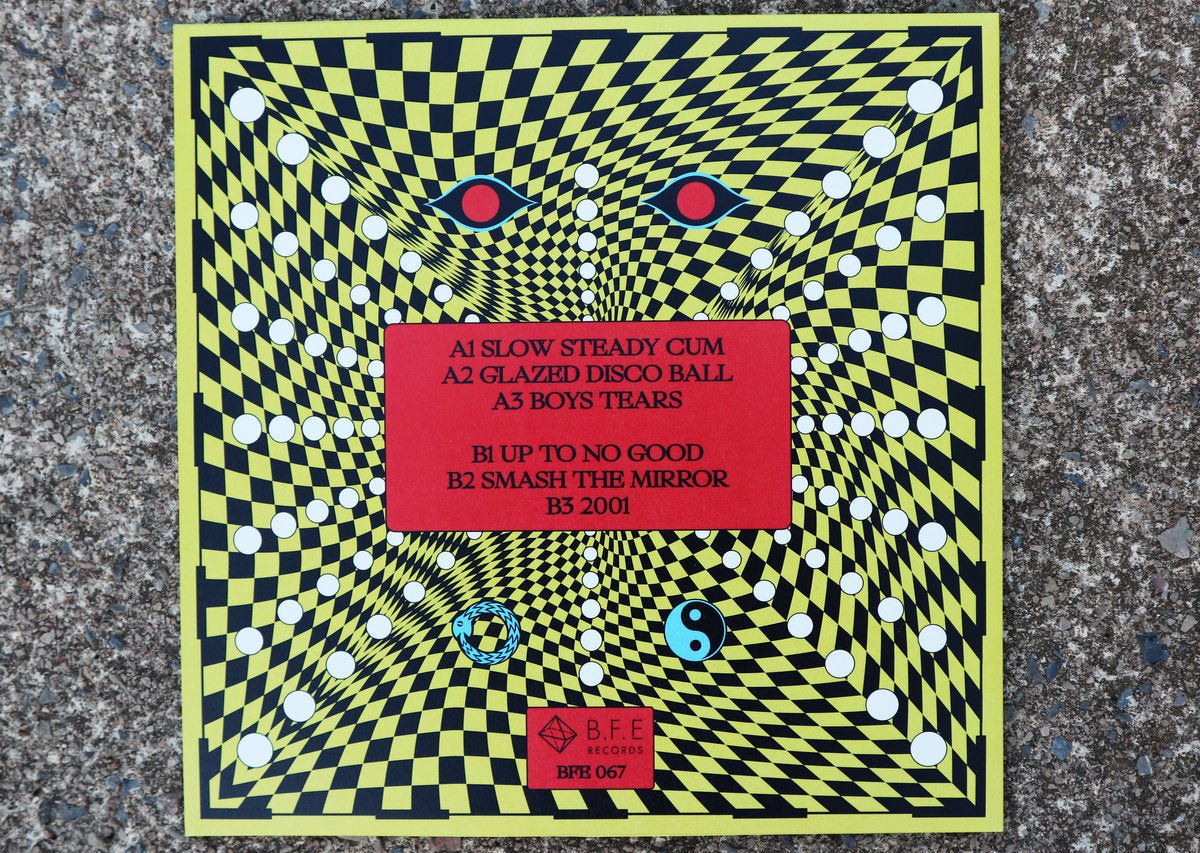 A1 SLOW STEADY CUM
A2 GLAZED DISCO BALL
A3 BOYS TEARS
B1 UP TO NO GOOD
B2 SMASH THE MIRROR
B3 2001
B.F.E
RECORDS
BFE 067